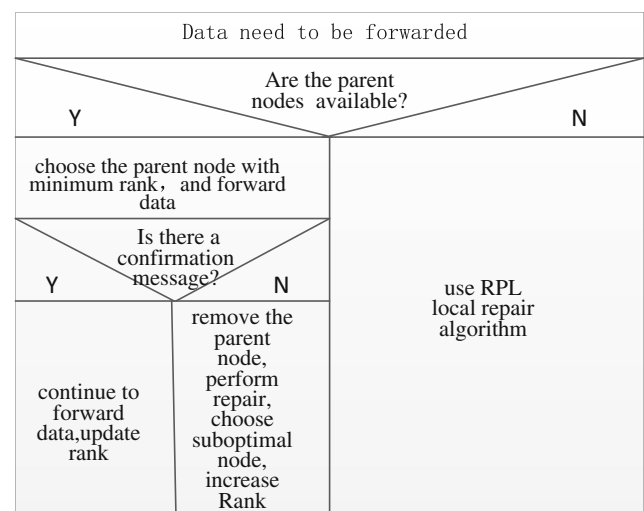 Data need to be forwarded
Are the parent
nodes available?
Y
N
choose the parent node with
minimum rank，and forward
data
Is there a
confirmation
message?
Y
N
use RPL
local repair
algorithm
continue to
forward
data,update
rank
remove the
parent
node,
perform
repair,
choose
suboptimal
node,
increase
Rank